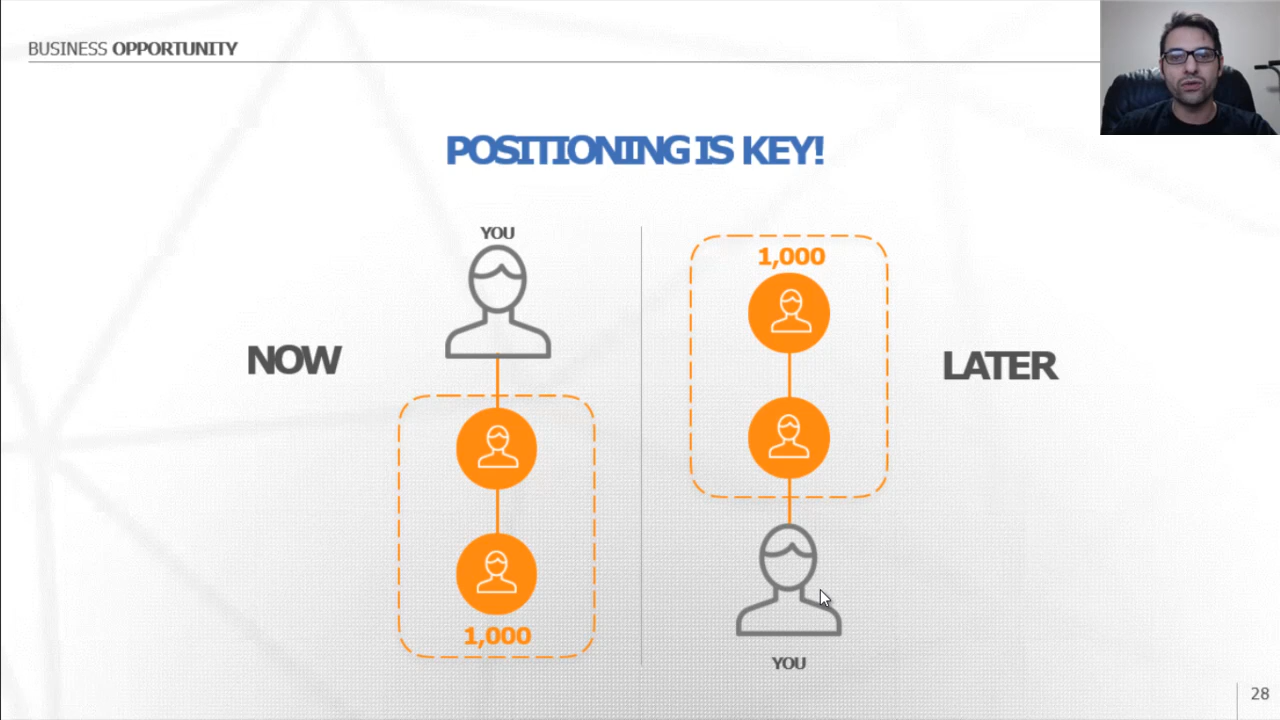 BUSINESS OPPORTUNITY
POSITIONING IS KEY!
YOU
NOW
1,000
1,000
LATER
YOU
28